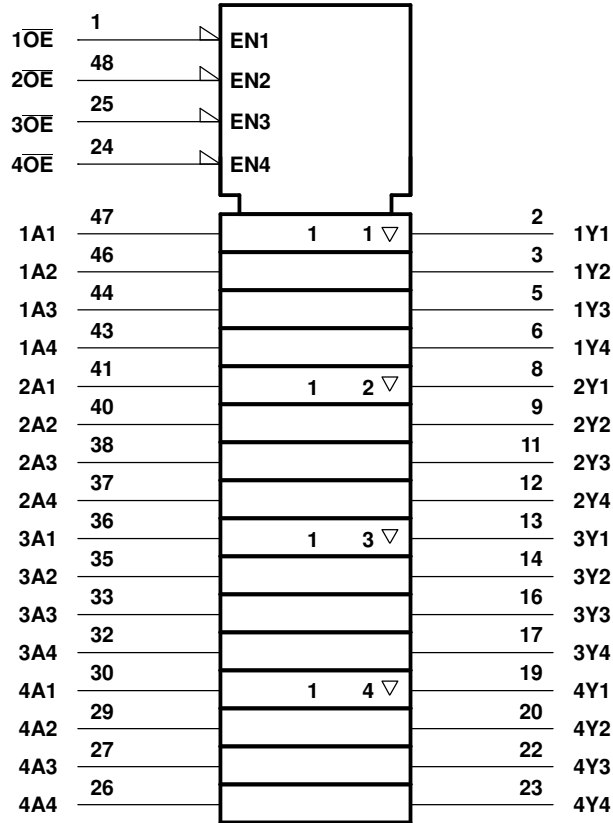 1O̅E̅ 1 EN1
2O̅E̅ 48 EN2
3O̅E̅ 25 EN3
4O̅E̅ 24 EN4
1A1 47 1 1 ▽ 2 1Y1
1A2 46 3 1Y2
1A3 44 5 1Y3
1A4 43 6 1Y4
2A1 41 1 2 ▽ 8 2Y1
2A2 40 9 2Y2
2A3 38 11 2Y3
2A4 37 12 2Y4
3A1 36 1 3 ▽ 13 3Y1
3A2 35 14 3Y2
3A3 33 16 3Y3
3A4 32 17 3Y4
4A1 30 1 4 ▽ 19 4Y1
4A2 29 20 4Y2
4A3 27 22 4Y3
4A4 26 23 4Y4